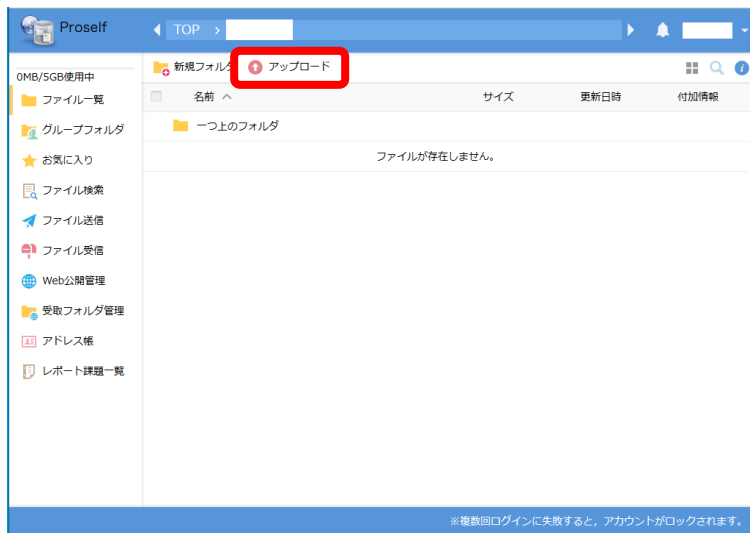 Proself
TOP >
0MB/5GB使用中
新規フォルダ アップロード
ファイル一覧
グループフォルダ
お気に入り
ファイル検索
ファイル送信
ファイル受信
Web公開管理
受取フォルダ管理
アドレス帳
レポート課題一覧
名前 サイズ 更新日時 付加情報
一つ上のフォルダ
ファイルが存在しません。
※複数回ログインに失敗すると，アカウントがロックされます。